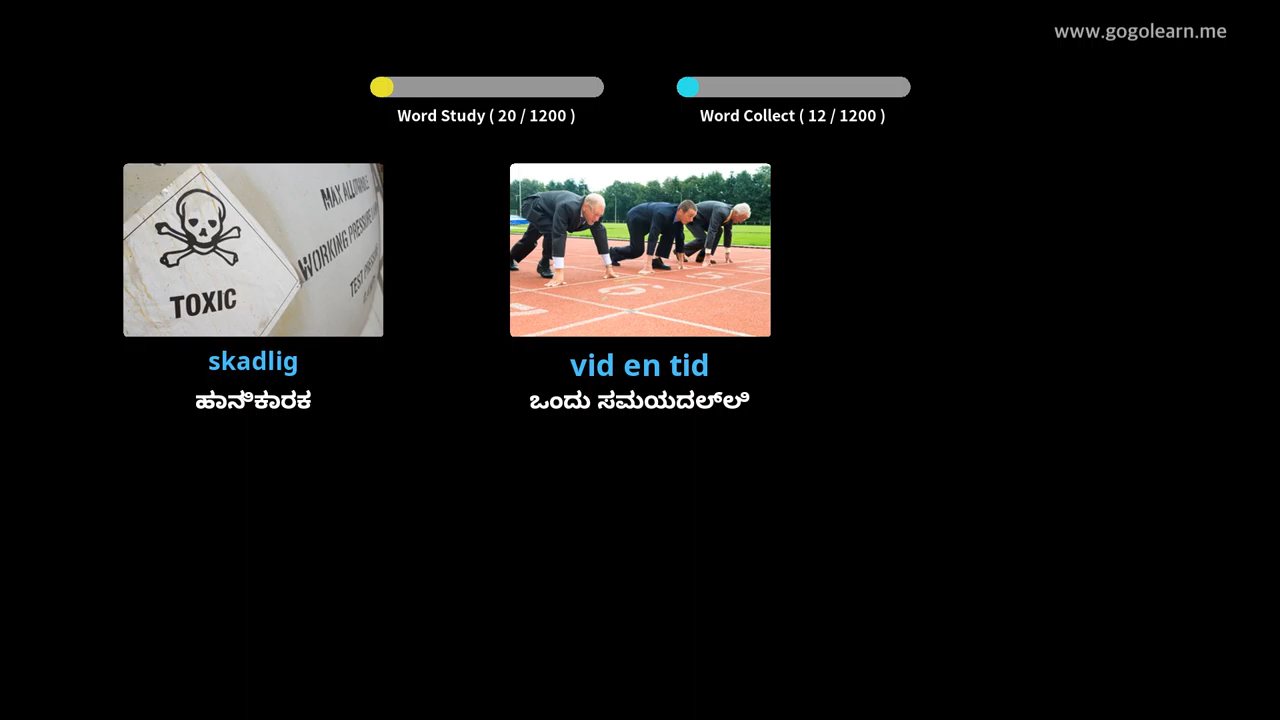 www.gogolearn.me
Word Study ( 20 / 1200 )
Word Collect ( 12 / 1200 )
MAX ALLOWABLE
WORKING PRESSURE
TEST
TOXIC
skadlig
ಹಾನಿಕಾರಕ
vid en tid
ಒಂದು ಸಮಯದಲ್ಲಿ